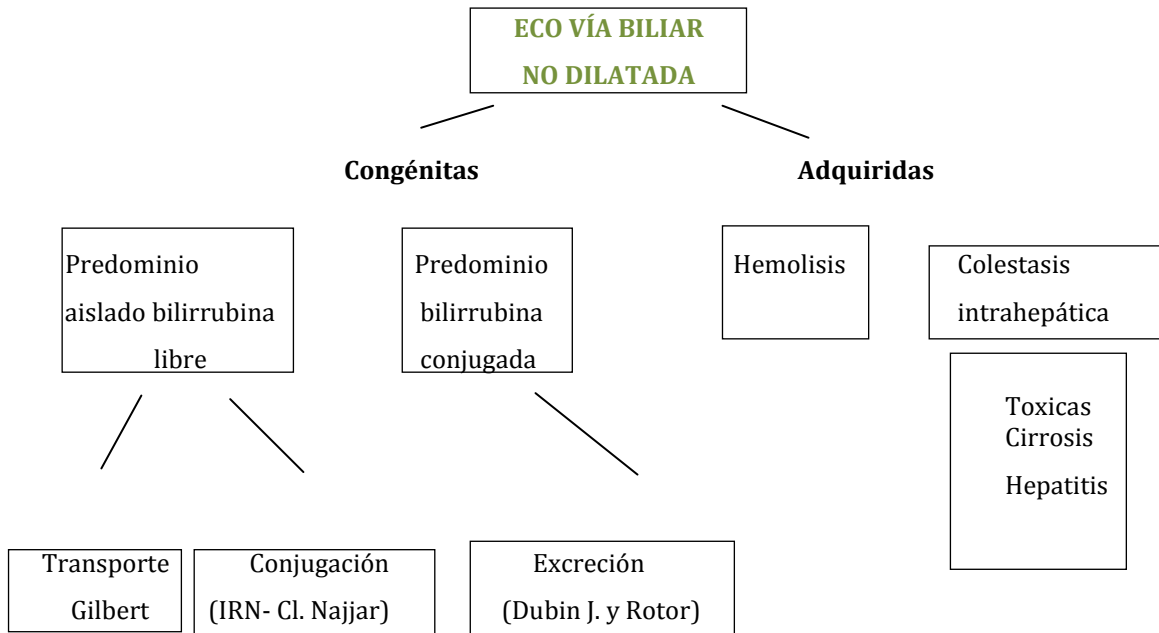 ECO VÍA BILIAR
NO DILATADA
Congénitas
Adquiridas
Predominio
aislado bilirrubina
libre
Predominio
bilirrubina
conjugada
Hemolisis
Colestasis
intrahepática
Toxicas
Cirrosis
Hepatitis
Transporte
Gilbert
Conjugación
(IRN- Cl. Najjar)
Excreción
(Dubin J. y Rotor)